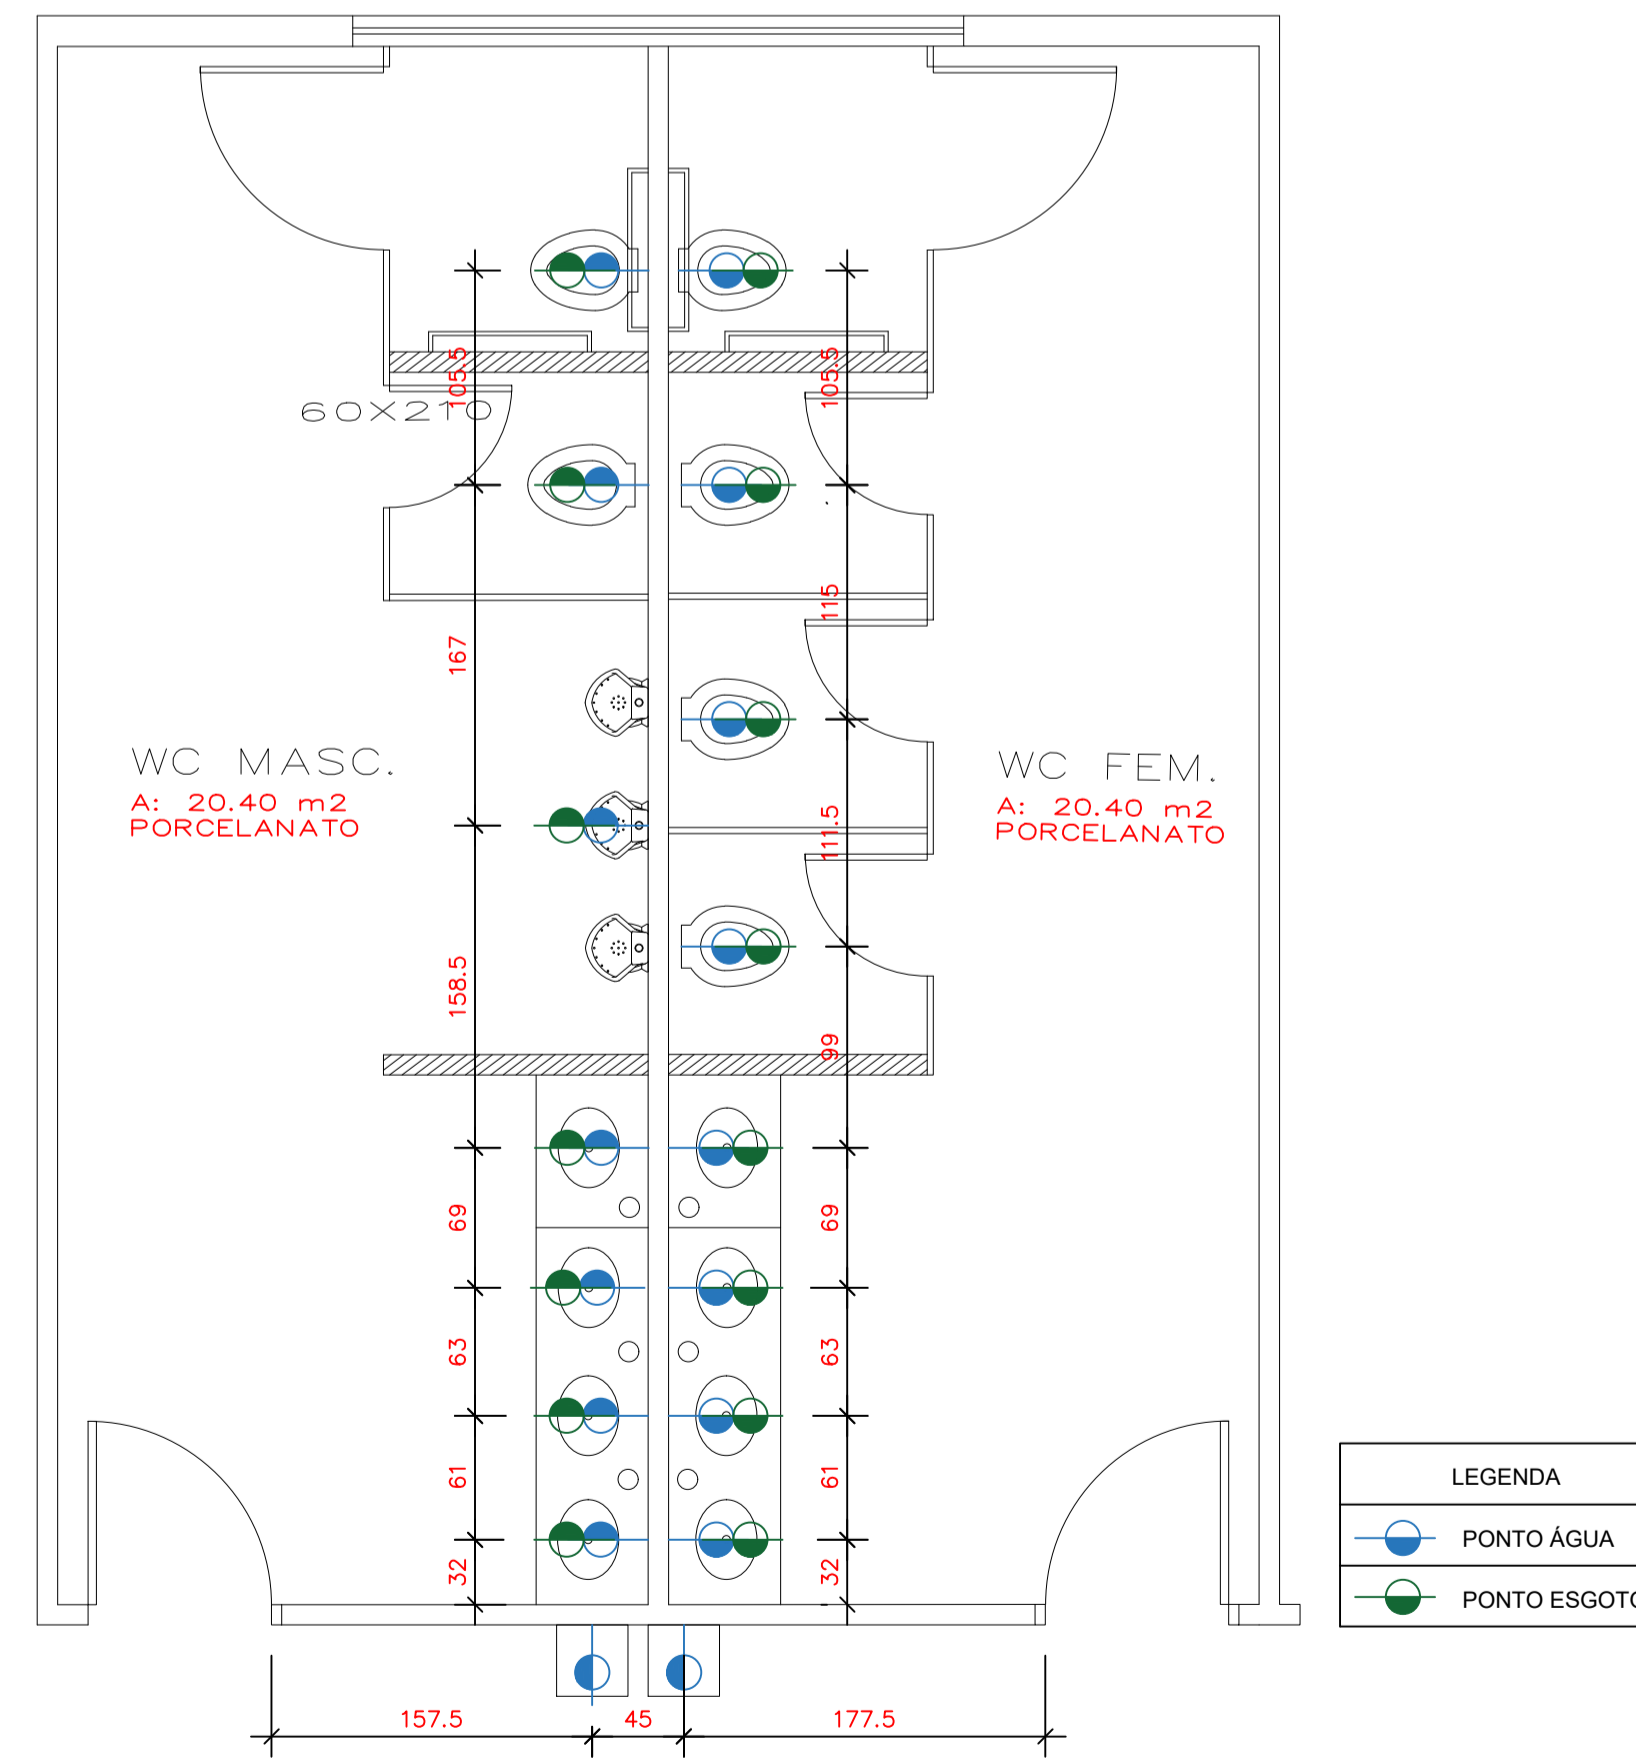 105.5
105.5
60X210
115
167
WC MASC.
A: 20.40 m2
PORCELANATO
WC FEM.
A: 20.40 m2
PORCELANATO
111.5
158.5
99
69
69
63
63
61
61
32
32
LEGENDA
PONTO ÁGUA
PONTO ESGOTO
157.5
45
177.5